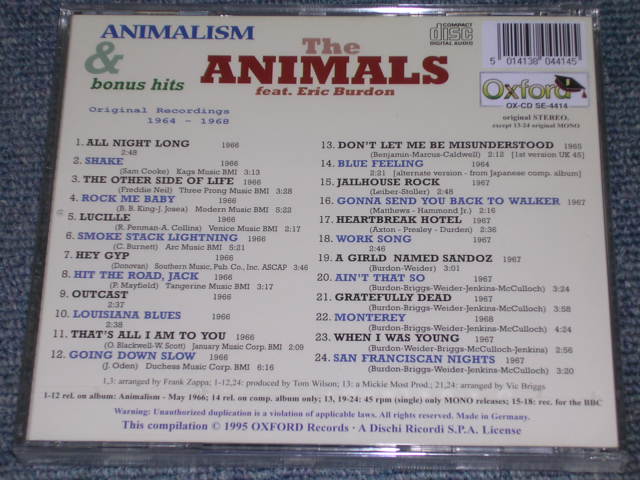 ANIMALISM
& bonus hits
The
ANIMALS
feat. Eric Burdon
COMPACT
disc
DIGITAL AUDIO
5 014138 044145
Oxford
OX-CD SE-4414
original STEREO.
except 13-24 original MONO
Original Recordings
1964 - 1968
1. ALL NIGHT LONG 1966
2:48
2. SHAKE 1966
(Sam Cooke) Kags Music BMI 3:13
3. THE OTHER SIDE OF LIFE 1966
(Freddie Neil) Three Prong Music BMI 3:28
4. ROCK ME BABY 1966
(B. B. King-J. Josea) Modern Music BMI
5. LUCILLE 1966
(R. Penman-A. Collins) Venice Music BMI 2:17
6. SMOKE STACK LIGHTNING 1966
(C. Burnett) Arc Music BMI 5:21
7. HEY GYP 1966
(Donovan) Southern Music, Pub. Co., Inc. ASCAP 3:46
8. HIT THE ROAD, JACK 1966
(P. Mayfield) Tangerine Music BMI 3:27
9. OUTCAST 1966
2:37
10. LOUISIANA BLUES 1966
2:38
11. THAT'S ALL I AM TO YOU 1966
(O. Blackwell-W. Scott) January Music Corp. BMI 2:09
12. GOING DOWN SLOW 1966
(J. Oden) Duchess Music Corp. BMI 6:16
13. DON'T LET ME BE MISUNDERSTOOD 1965
(Benjamin-Marcus-Caldwell) 2:12 [1st version UK 45]
14. BLUE FEELING 1964
2:21 [alternate version - from Japanese comp. album]
15. JAILHOUSE ROCK 1967
(Leiber-Stoller) 2:48
16. GONNA SEND YOU BACK TO WALKER 1967
(Matthews - Hammond Jr.) 2:16
17. HEARTBREAK HOTEL 1967
(Axton - Presley - Durden) 1:36
18. WORK SONG 1967
2:46
19. A GIRLD NAMED SANDOZ 1967
(Burdon-Weider) 3:01
20. AIN'T THAT SO 1967
(Burdon-Briggs-Weider-Jenkins-McCulloch) 3:24
21. GRATEFULLY DEAD 1967
(Burdon-Briggs-Weider-Jenkins-McCulloch) 3:58
22. MONTEREY 1968
(Burdon-Briggs-Weider-Jenkins-McCulloch) 4:24
23. WHEN I WAS YOUNG 1967
(Burdon-Weider-Briggs-McCulloch-Jenkins) 2:56
24. SAN FRANCISCAN NIGHTS 1967
(Burdon-Briggs-Weider-Jenkins-McCulloch) 3:20
1,3: arranged by Frank Zappa; 1-12,24: produced by Tom Wilson; 13: a Mickie Most Prod.; 21,24: arranged by Vic Briggs
1-12 rel. on album: Animalism - May 1966; 14 rel. on comp. album only; 13, 19-24: 45 rpm (single) only MONO releases; 15-18: rec. for the BBC
Warning: Unauthorized duplication is a violation of applicable laws. All rights reserved. Made in Germany.
This compilation © 1995 OXFORD Records · A Dischi Ricordi S.P.A. License